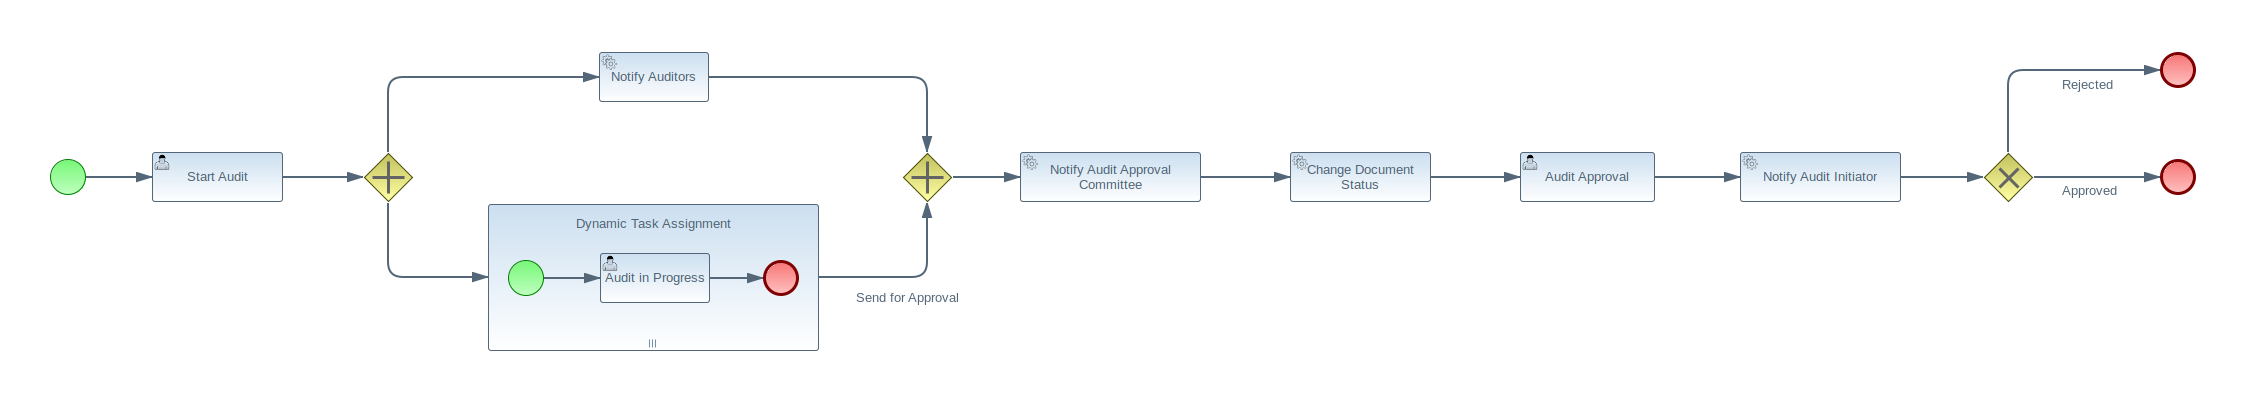 Notify Auditors
Rejected
Start Audit
Notify Audit Approval
Committee
Change Document
Status
Audit Approval
Notify Audit Initiator
Approved
Dynamic Task Assignment
Audit in Progress
Send for Approval